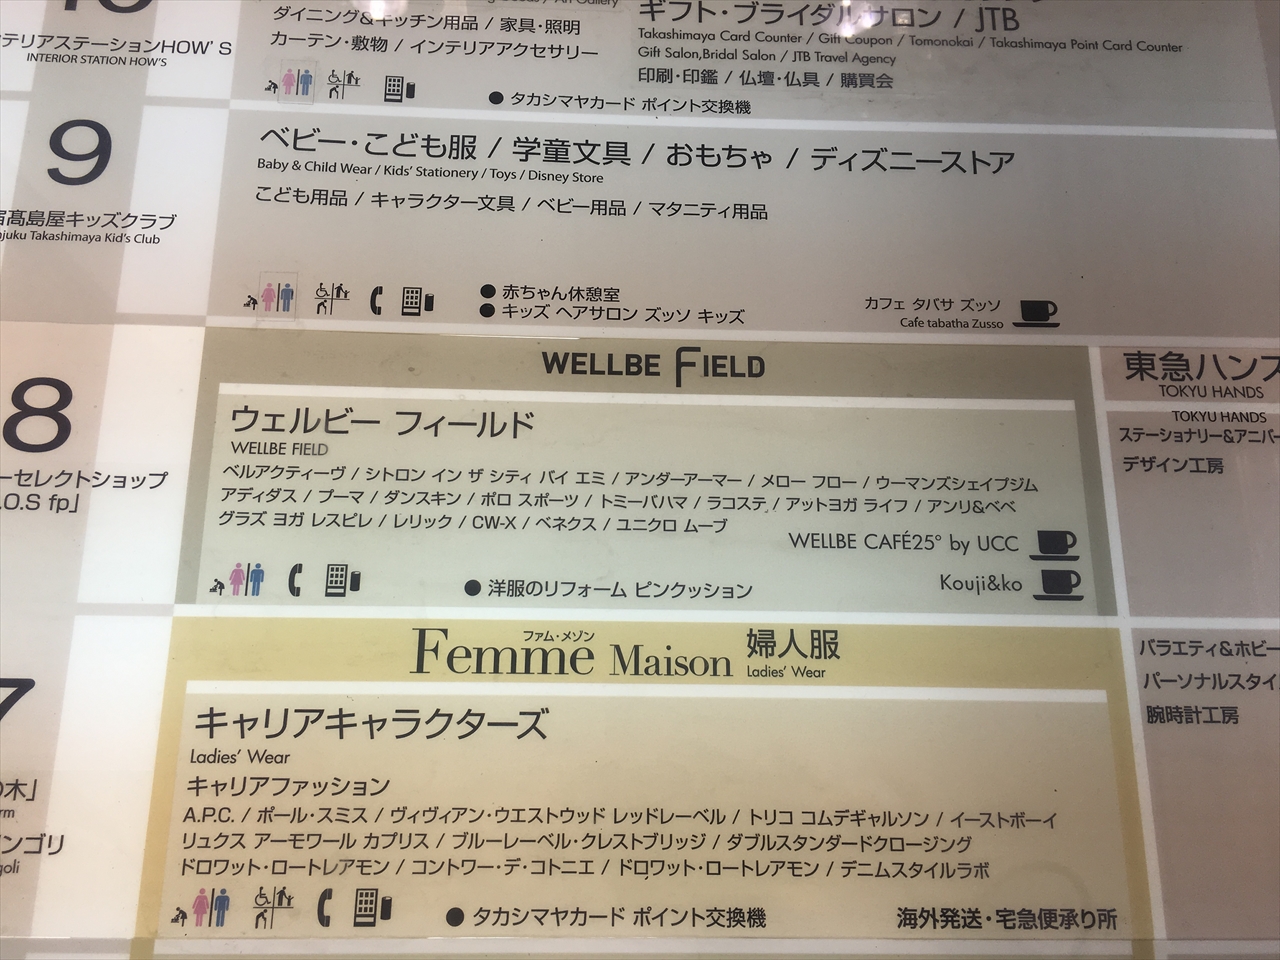 ダイニング&キッチン用品 / 家具・照明
カーテン・敷物 / インテリアアクセサリー
テリアステーションHOW'S
INTERIOR STATION HOW'S
ギフト・ブライダルサロン / JTB
Takashimaya Card Counter / Gift Coupon / Tomonokai / Takashimaya Point Card Counter
Gift Salon,Bridal Salon / JTB Travel Agency
印刷・印鑑 / 仏壇・仏具 / 購買会
● タカシマヤカード ポイント交換機
9
髙島屋キッズクラブ
juku Takashimaya Kid's Club
ベビー・こども服 / 学童文具 / おもちゃ / ディズニーストア
Baby & Child Wear / Kids' Stationery / Toys / Disney Store
こども用品 / キャラクター文具 / ベビー用品 / マタニティ用品
● 赤ちゃん休憩室
● キッズ ヘアサロン ズッソ キッズ
カフェ タバサ ズッソ
Cafe tabatha Zusso
8
ーセレクトショップ
.O.S fp」
WELLBE FIELD
ウェルビー フィールド
WELLBE FIELD
ベルアクティーヴ / シトロン イン ザ シティ バイ エミ / アンダーアーマー / メロー フロー / ウーマンズシェイプジム
アディダス / プーマ / ダンスキン / ポロ スポーツ / トミーバハマ / ラコステ / アットヨガ ライフ / アンリ&ベベ
グラズ ヨガ レスピレ / レリック / CW-X / ベネクス / ユニクロ ムーブ
WELLBE CAFÉ25° by UCC
Kouji&ko
● 洋服のリフォーム ピンクッション
東急ハンズ
TOKYU HANDS
TOKYU HANDS
ステーショナリー&アニバー
デザイン工房
7
の木」
ンゴリ
goli
Femme Maison
ファム・メゾン
婦人服
Ladies' Wear
キャリアキャラクターズ
Ladies' Wear
キャリアファッション
A.P.C. / ポール・スミス / ヴィヴィアン・ウエストウッド レッドレーベル / トリコ コムデギャルソン / イーストボーイ
リュクス アーモワール カプリス / ブルーレーベル・クレストブリッジ / ダブルスタンダードクロージング
ドロワット・ロートレアモン / コントワー・デ・コトニエ / ドロワット・ロートレアモン / デニムスタイルラボ
● タカシマヤカード ポイント交換機
海外発送・宅急便承り所
バラエティ&ホビー
パーソナルスタイ
腕時計工房